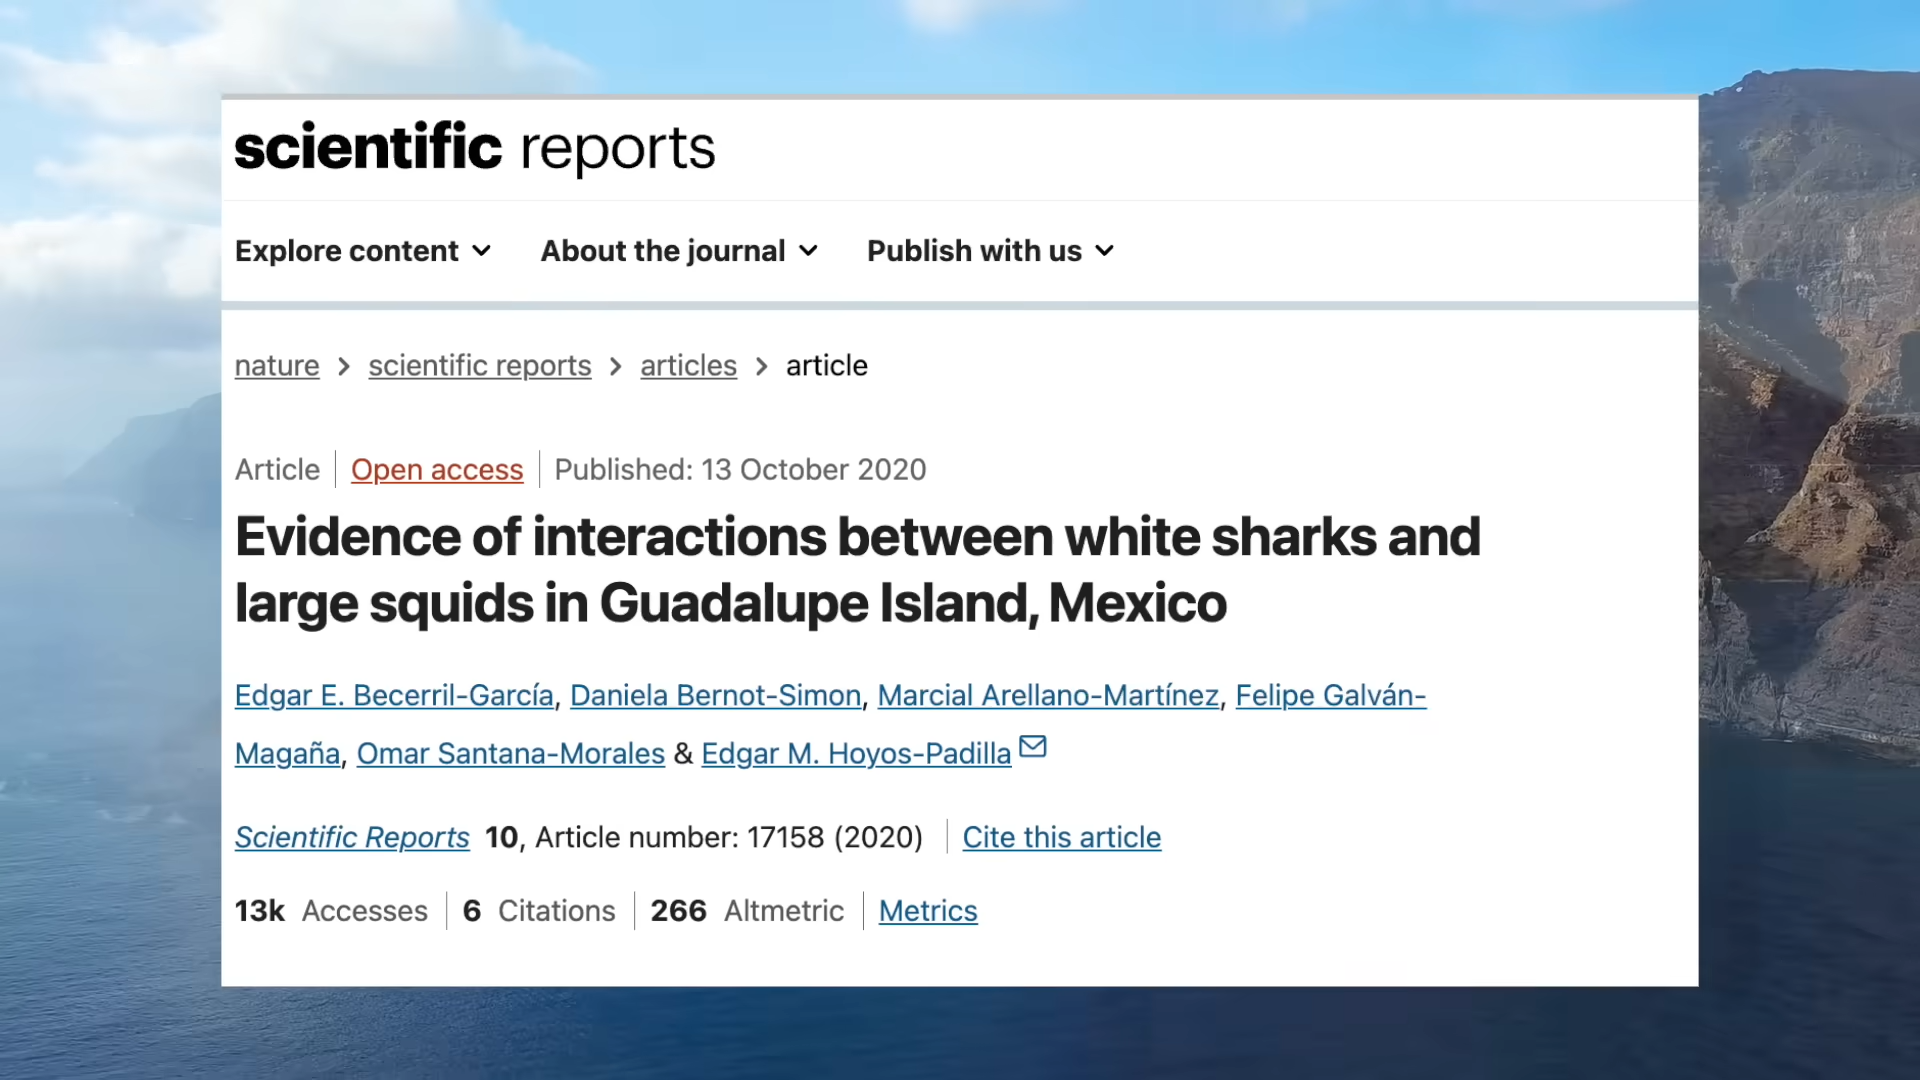 scientific reports
Explore content About the journal Publish with us
nature > scientific reports > articles > article
Article Open access Published: 13 October 2020
Evidence of interactions between white sharks and
large squids in Guadalupe Island, Mexico
Edgar E. Becerril-García, Daniela Bernot-Simon, Marcial Arellano-Martínez, Felipe Galván-
Magaña, Omar Santana-Morales & Edgar M. Hoyos-Padilla
Scientific Reports 10, Article number: 17158 (2020) Cite this article
13k Accesses 6 Citations 266 Altmetric Metrics